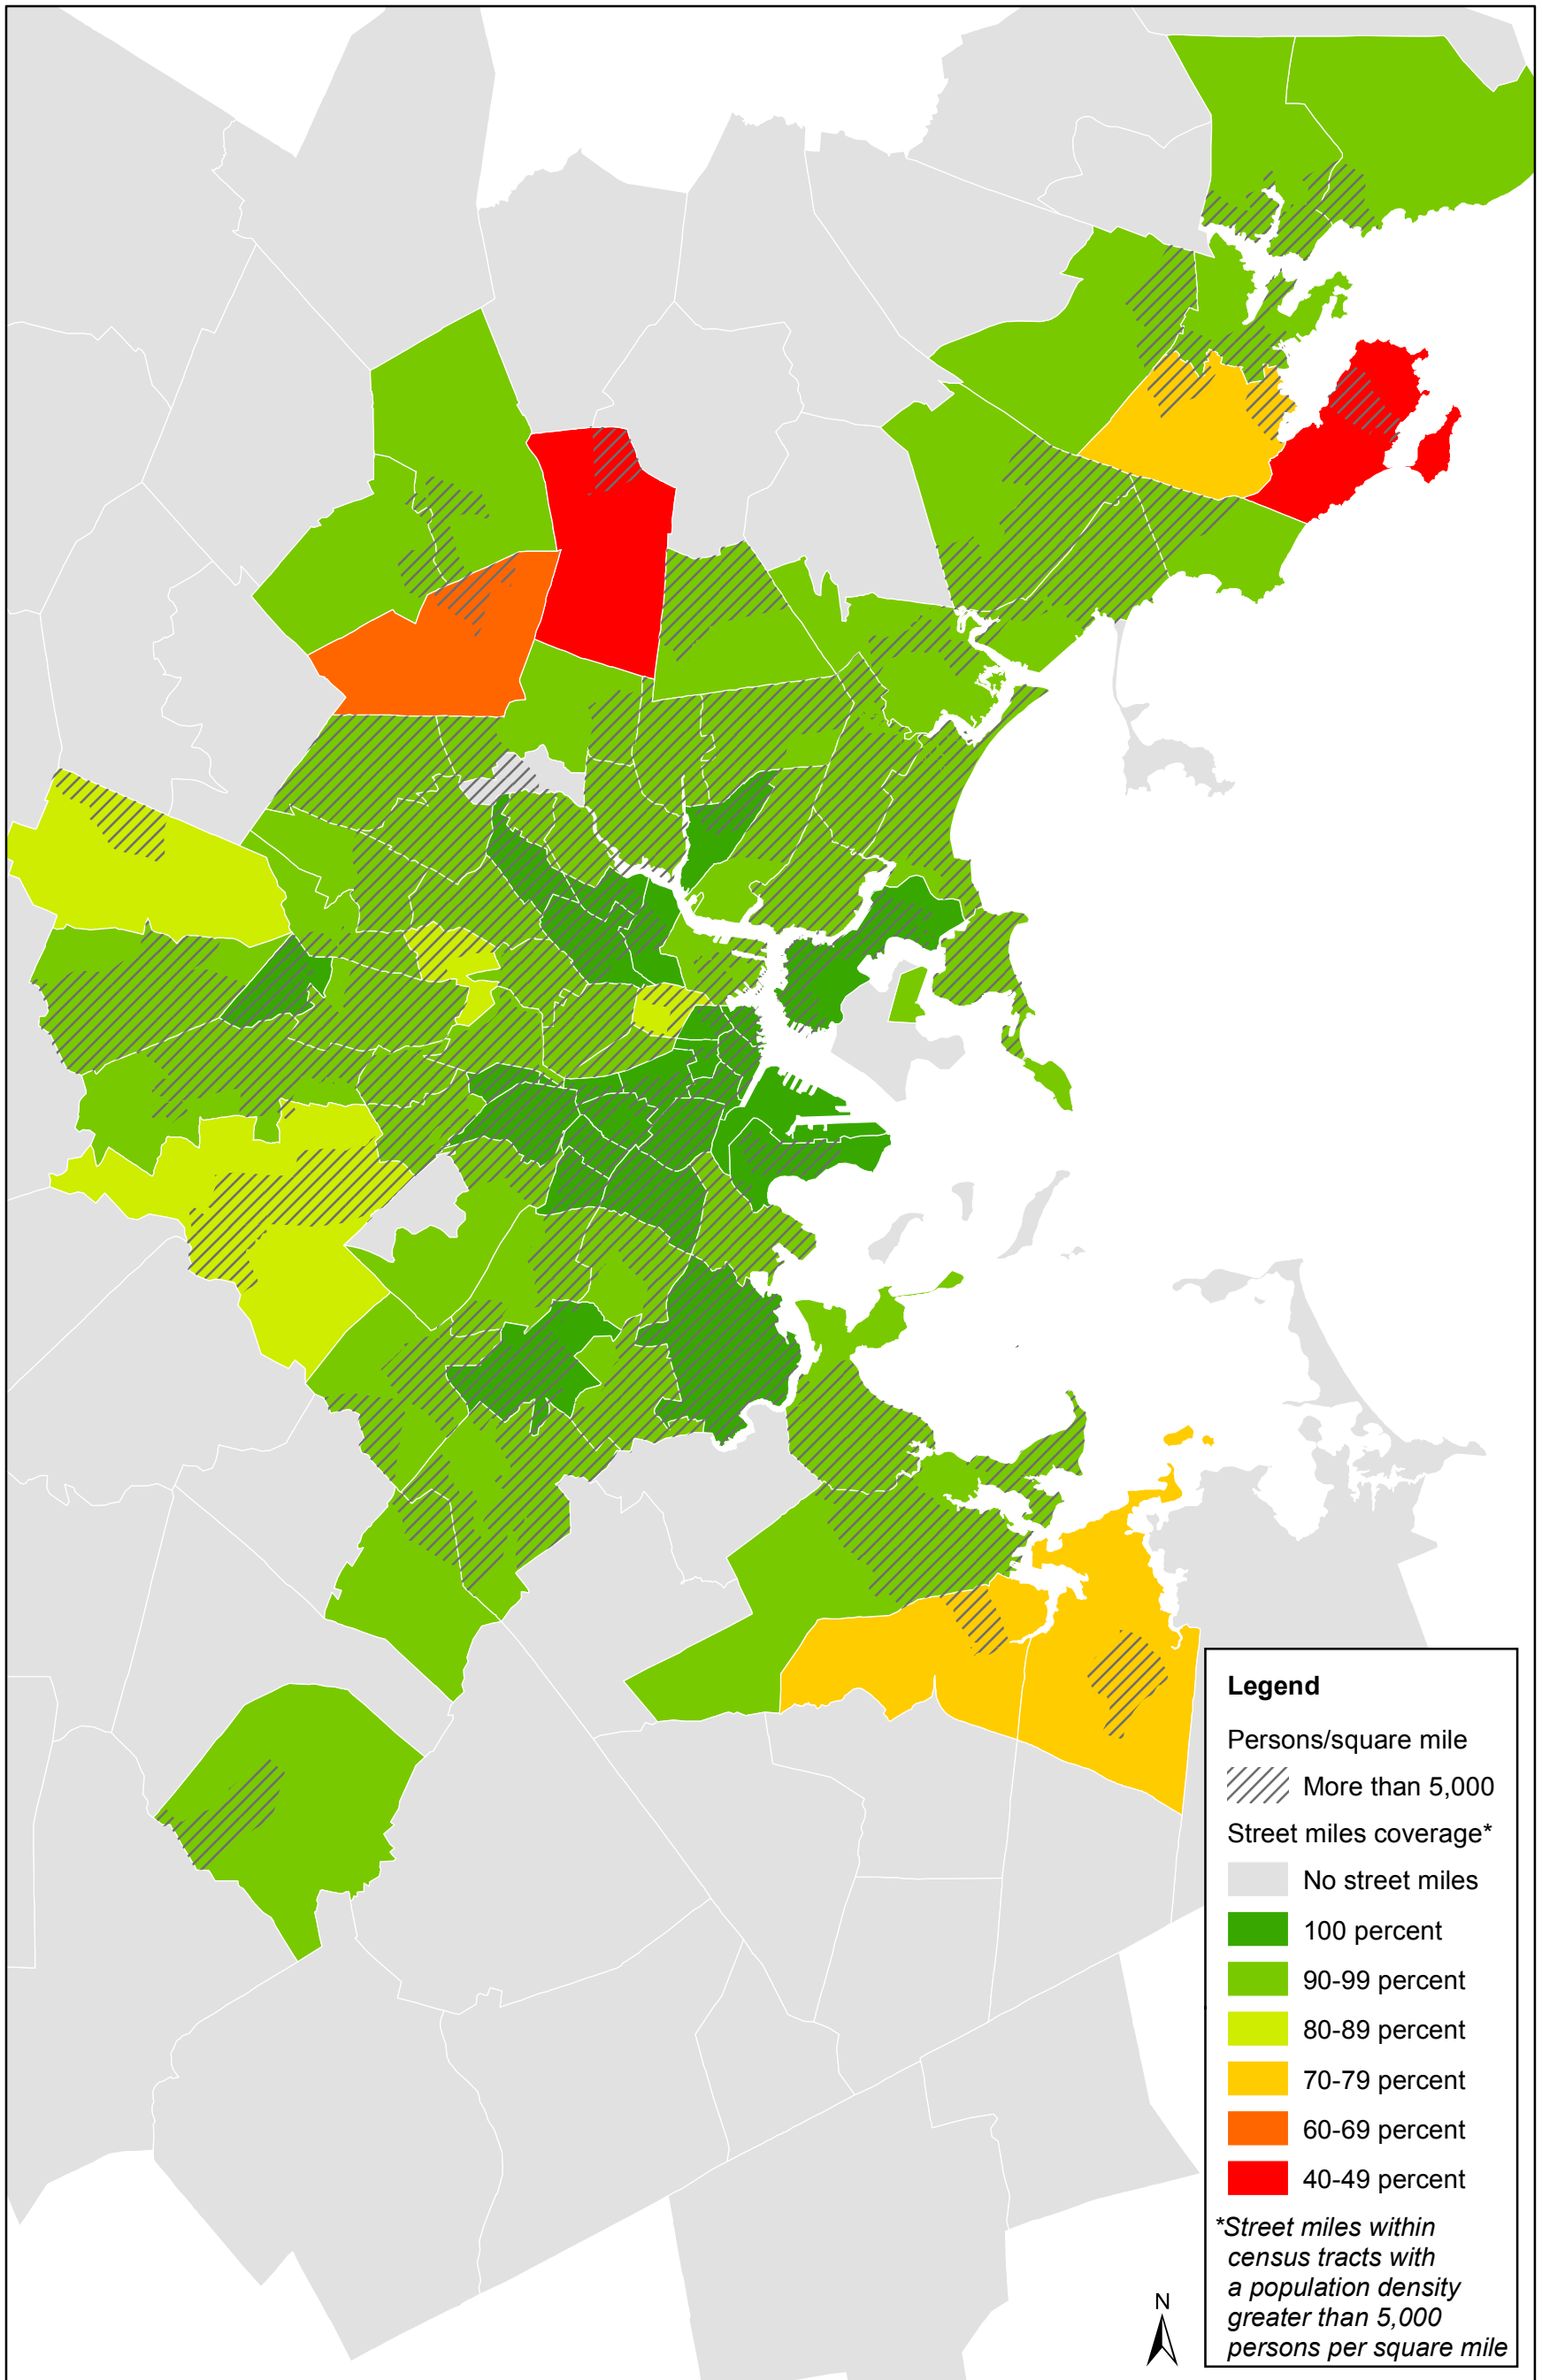 Legend
Persons/square mile
More than 5,000
Street miles coverage*
No street miles
100 percent
90-99 percent
80-89 percent
70-79 percent
60-69 percent
40-49 percent
*Street miles within
census tracts with
a population density
greater than 5,000
persons per square mile
N